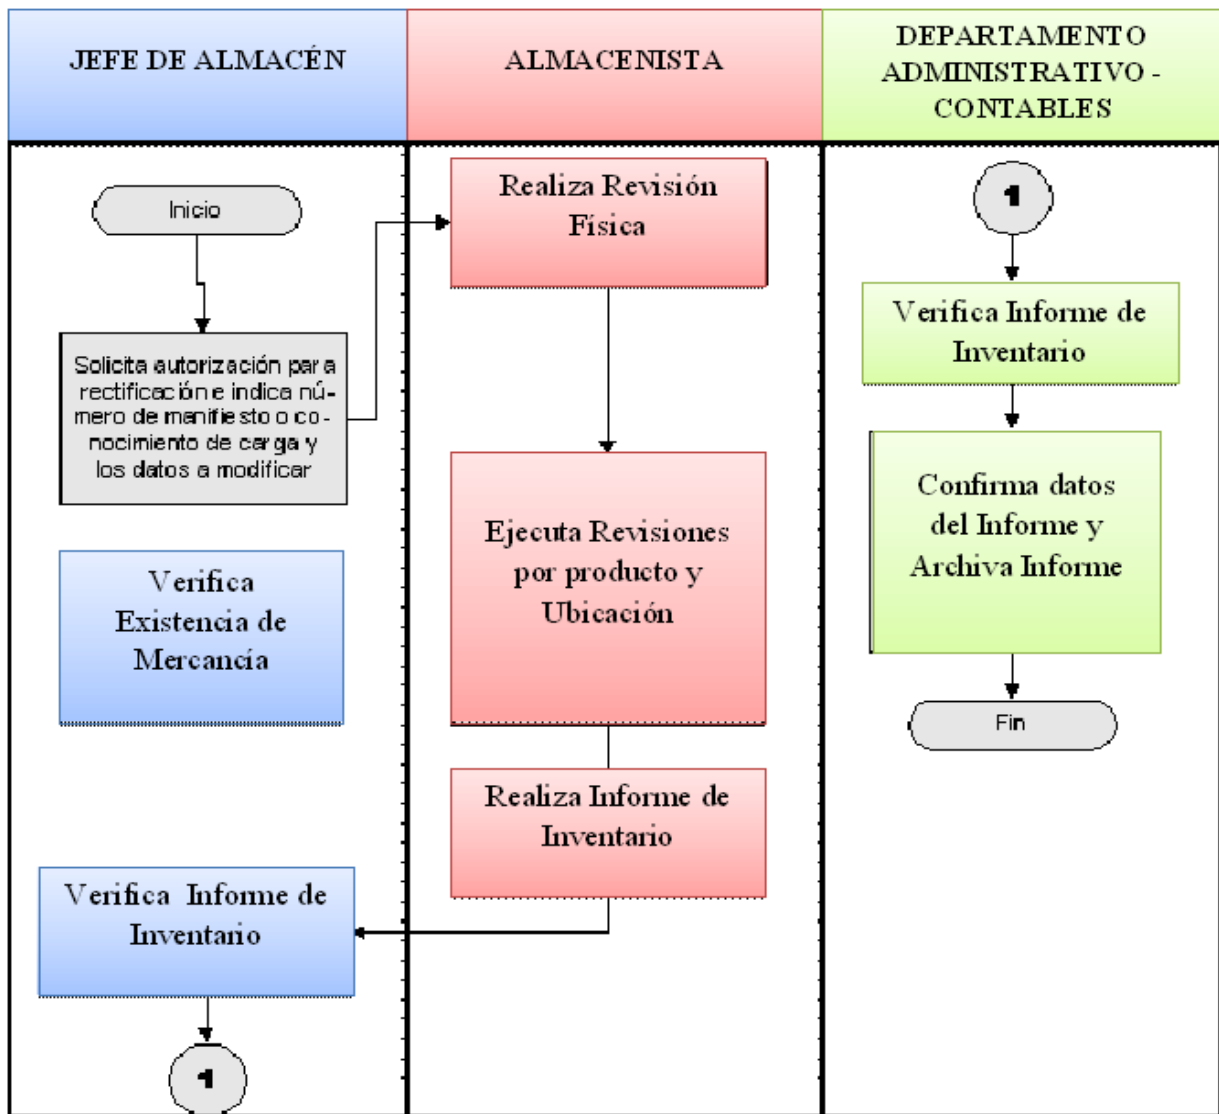 JEFE DE ALMACÉN
ALMACENISTA
DEPARTAMENTO
ADMINISTRATIVO -
CONTABLES
Inicio
Solicita autorización para
rectificación e indica nú-
mero de manifiesto o co-
nocimiento de carga y
los datos a modificar
Verifica
Existencia de
Mercancía
Verifica Informe de
Inventario
1
Realiza Revisión
Física
Ejecuta Revisiones
por producto y
Ubicación
Realiza Informe de
Inventario
1
Verifica Informe de
Inventario
Confirma datos
del Informe y
Archiva Informe
Fin